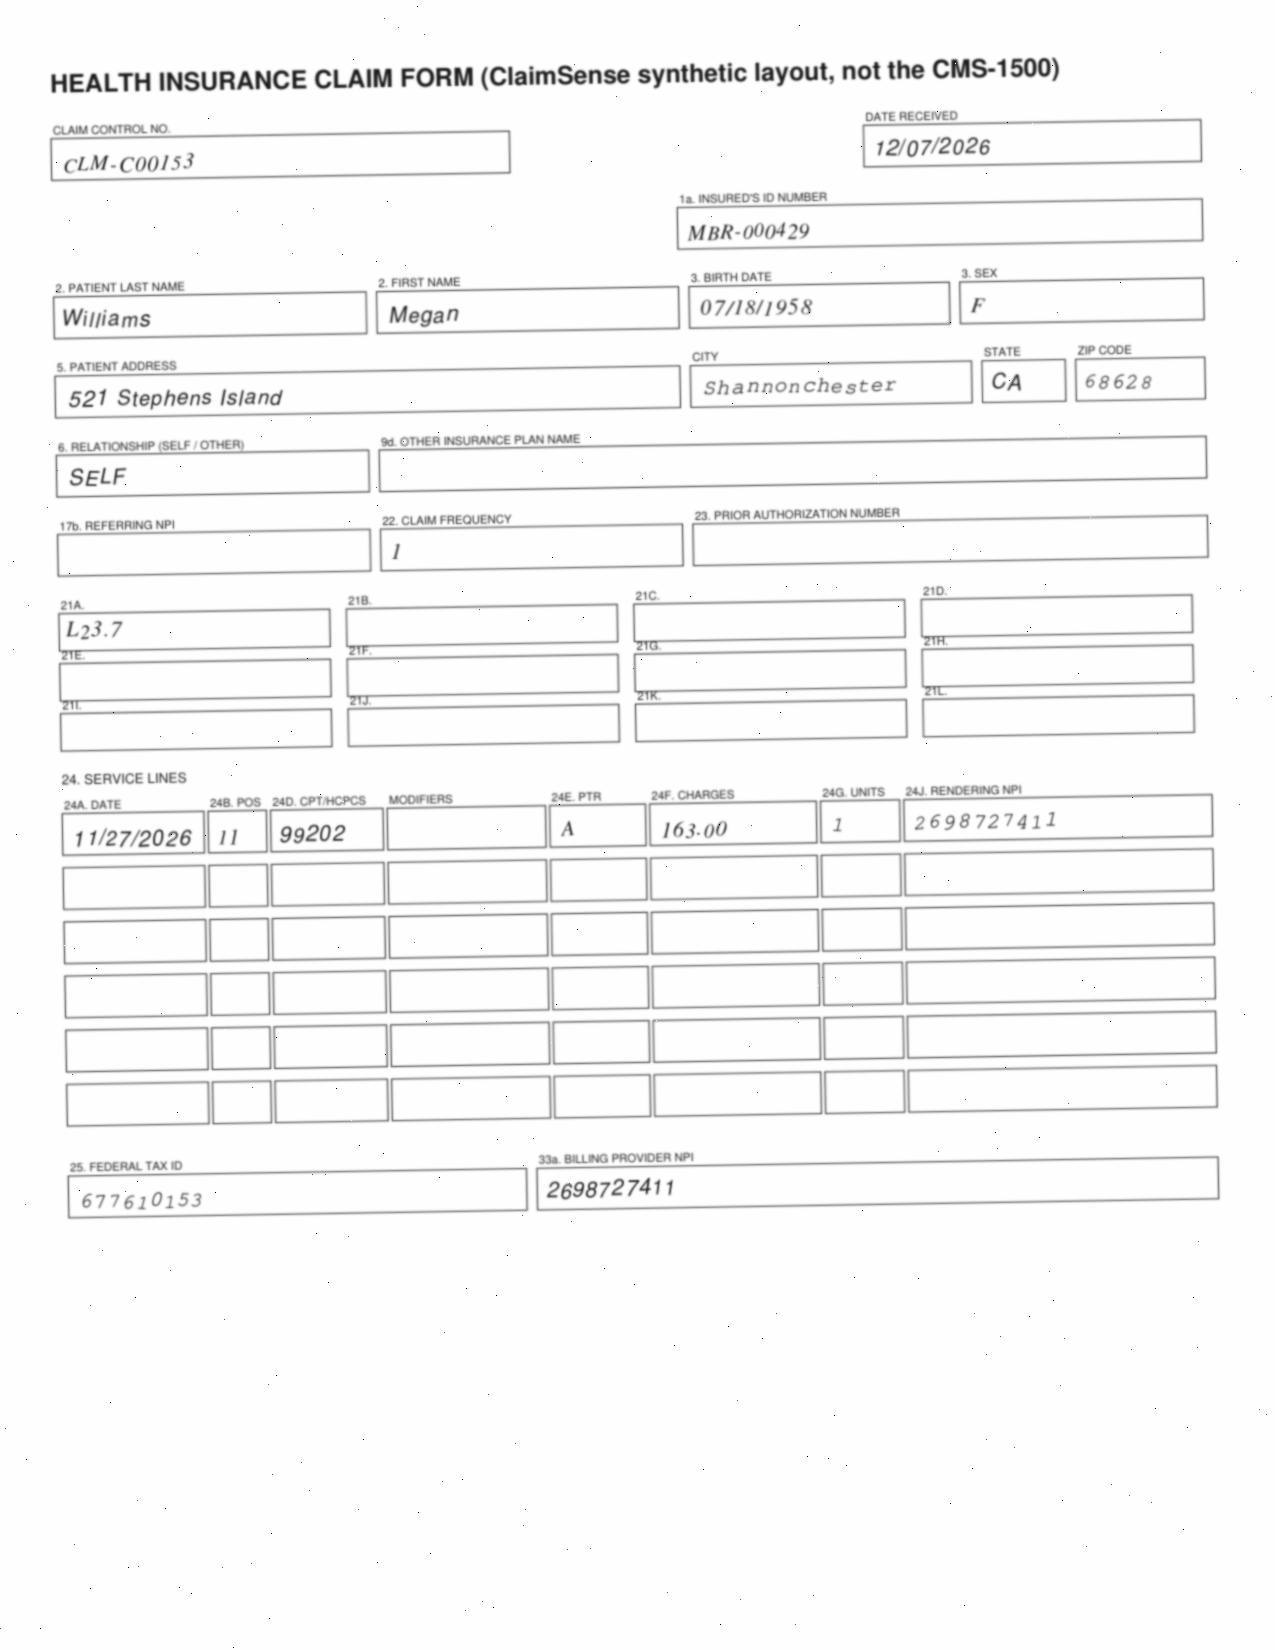 HEALTH INSURANCE CLAIM FORM (ClaimSense synthetic layout, not the CMS-1500)
CLAIM CONTROL NO. DATE RECEIVED
CLM-C00153 12/07/2026
1a. INSURED'S ID NUMBER
MBR-000429
2. PATIENT LAST NAME 2. FIRST NAME 3. BIRTH DATE 3. SEX
Williams Megan 07/18/1958 F
5. PATIENT ADDRESS CITY STATE ZIP CODE
521 Stephens Island Shannonchester CA 68628
6. RELATIONSHIP (SELF / OTHER) 9d. OTHER INSURANCE PLAN NAME
SELF
17b. REFERRING NPI 22. CLAIM FREQUENCY 23. PRIOR AUTHORIZATION NUMBER
1
21A. 21B. 21C. 21D.
L23.7
21E. 21F. 21G. 21H.
21I. 21J. 21K. 21L.
24. SERVICE LINES
24A. DATE 24B. POS 24D. CPT/HCPCS MODIFIERS 24E. PTR 24F. CHARGES 24G. UNITS 24J. RENDERING NPI
11/27/2026 11 99202 A 163.00 1 2698727411
25. FEDERAL TAX ID 33a. BILLING PROVIDER NPI
677610153 2698727411